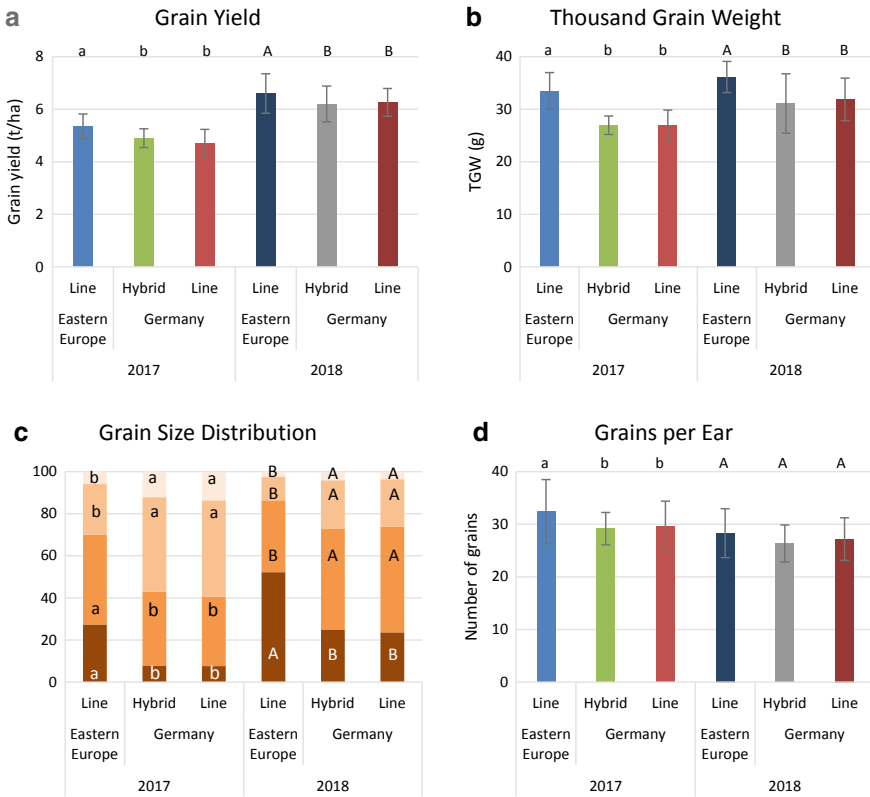 a Grain Yield
a b b A B B
8
6
4
2
0
Grain yield (t/ha)
Line Hybrid Line Line Hybrid Line
Eastern Europe Germany Eastern Europe Germany
2017 2018
b Thousand Grain Weight
a b b A B B
40
30
20
10
0
TGW (g)
Line Hybrid Line Line Hybrid Line
Eastern Europe Germany Eastern Europe Germany
2017 2018
c Grain Size Distribution
100
80
60
40
20
0
b a a B A A
b a a B A A
a b b B A A
a b b A B B
Line Hybrid Line Line Hybrid Line
Eastern Europe Germany Eastern Europe Germany
2017 2018
d Grains per Ear
a b b A A A
40
30
20
10
0
Number of grains
Line Hybrid Line Line Hybrid Line
Eastern Europe Germany Eastern Europe Germany
2017 2018